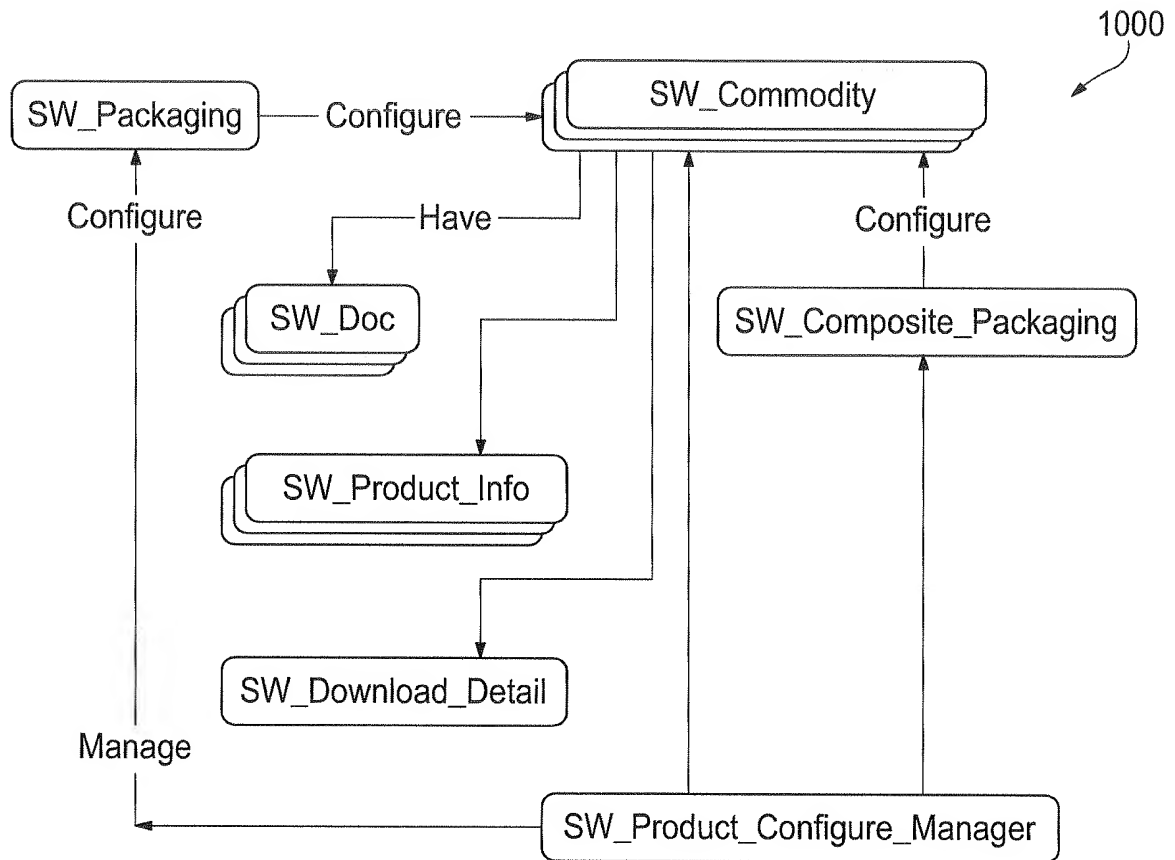 1000
SW_Commodity
SW_Packaging
Configure
Configure
Have
Configure
SW_Doc
SW_Composite_Packaging
SW_Product_Info
SW_Download_Detail
Manage
SW_Product_Configure_Manager